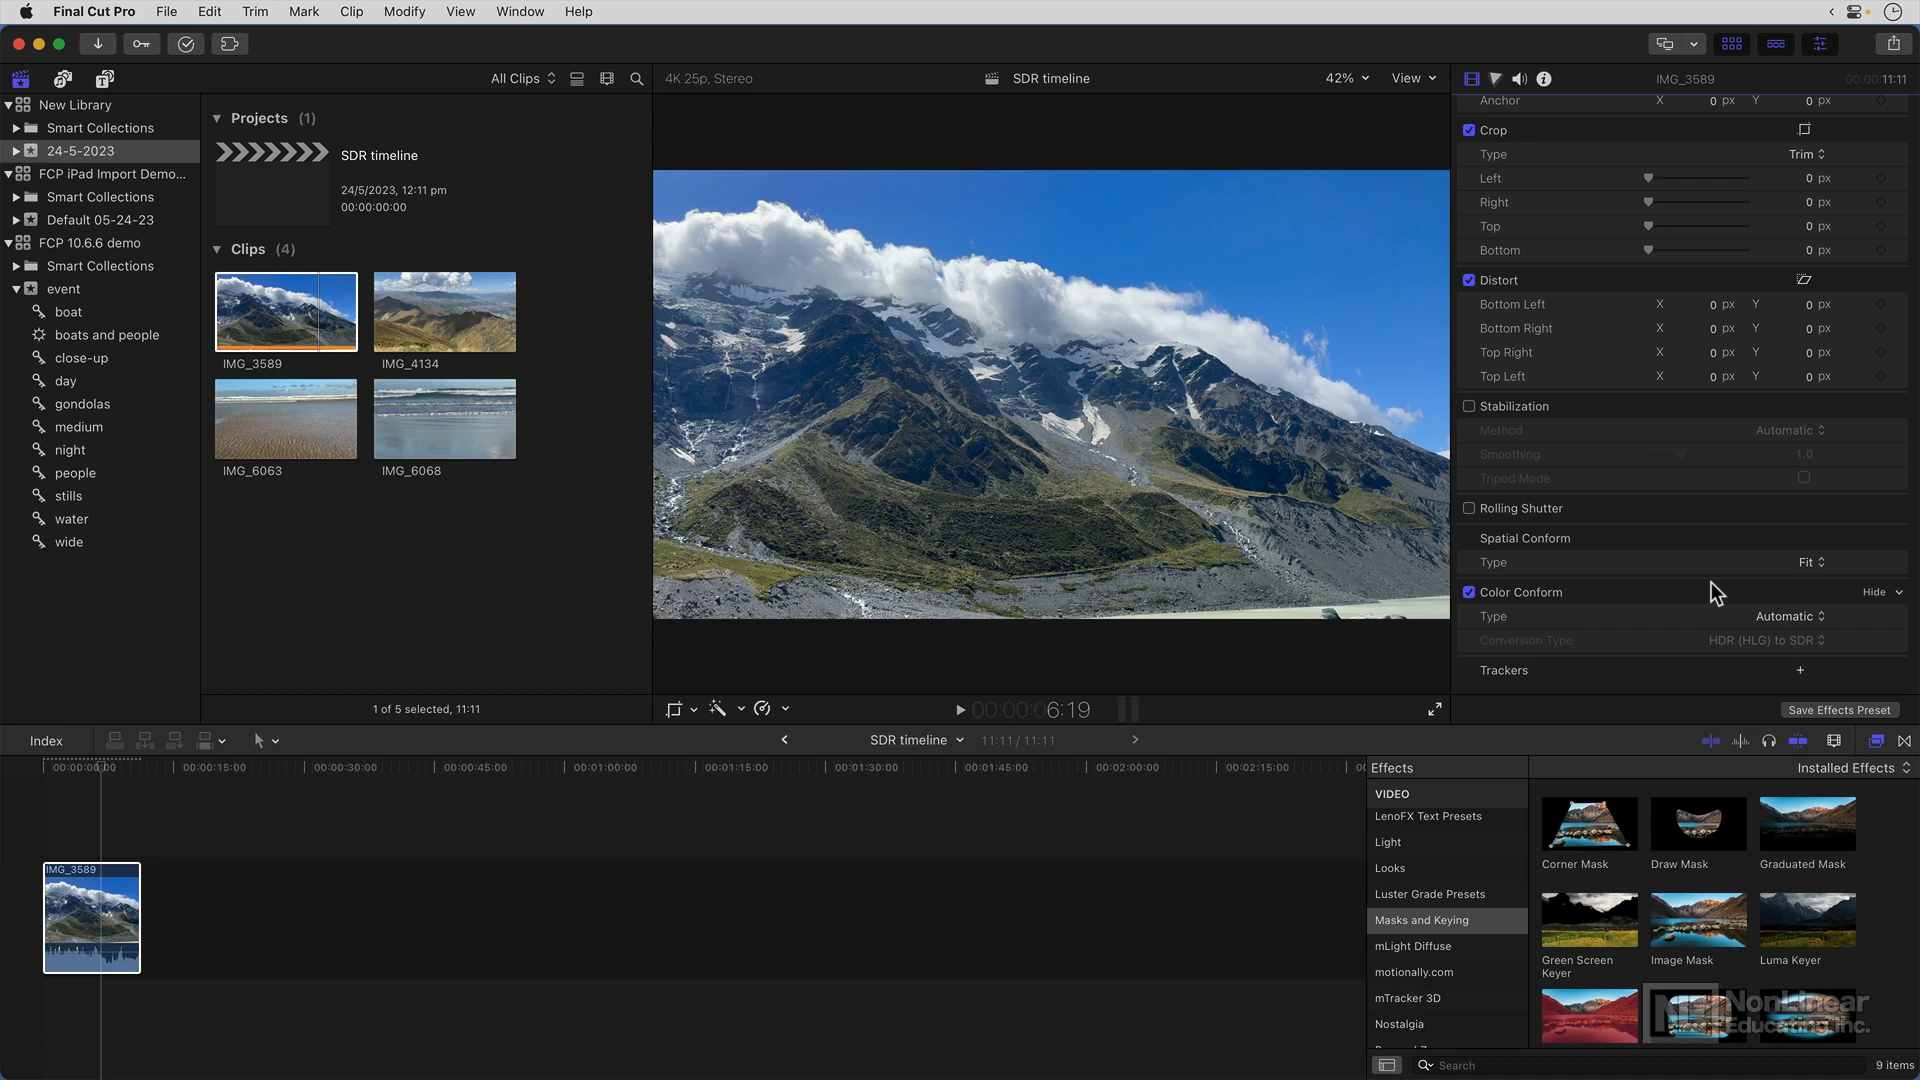 Final Cut Pro File Edit Trim Mark Clip Modify View Window Help
All Clips
4K 25p, Stereo
SDR timeline
42%
View
IMG_3589
00:00:11:11
New Library
Smart Collections
24-5-2023
FCP iPad Import Demo...
Smart Collections
Default 05-24-23
FCP 10.6.6 demo
Smart Collections
event
boat
boats and people
close-up
day
gondolas
medium
night
people
stills
water
wide
Projects (1)
SDR timeline
24/5/2023, 12:11 pm
00:00:00:00
Clips (4)
IMG_3589
IMG_4134
IMG_6063
IMG_6068
1 of 5 selected, 11:11
00:00:06:19
Anchor X 0 px Y 0 px
Crop
Type Trim
Left 0 px
Right 0 px
Top 0 px
Bottom 0 px
Distort
Bottom Left X 0 px Y 0 px
Bottom Right X 0 px Y 0 px
Top Right X 0 px Y 0 px
Top Left X 0 px Y 0 px
Stabilization
Method Automatic
Smoothing 1.0
Tripod Mode
Rolling Shutter
Spatial Conform
Type Fit
Color Conform Hide
Type Automatic
Conversion Type HDR (HLG) to SDR
Trackers +
Save Effects Preset
Index
SDR timeline
11:11 / 11:11
00:00:00:00 00:00:15:00 00:00:30:00 00:00:45:00 00:01:00:00 00:01:15:00 00:01:30:00 00:01:45:00 00:02:00:00 00:02:15:00
IMG_3589
Effects
Installed Effects
VIDEO
LenoFX Text Presets
Light
Looks
Luster Grade Presets
Masks and Keying
mLight Diffuse
motionally.com
mTracker 3D
Nostalgia
Corner Mask
Draw Mask
Graduated Mask
Green Screen Keyer
Image Mask
Luma Keyer
NonLinear
Educating Inc.
Search
9 items